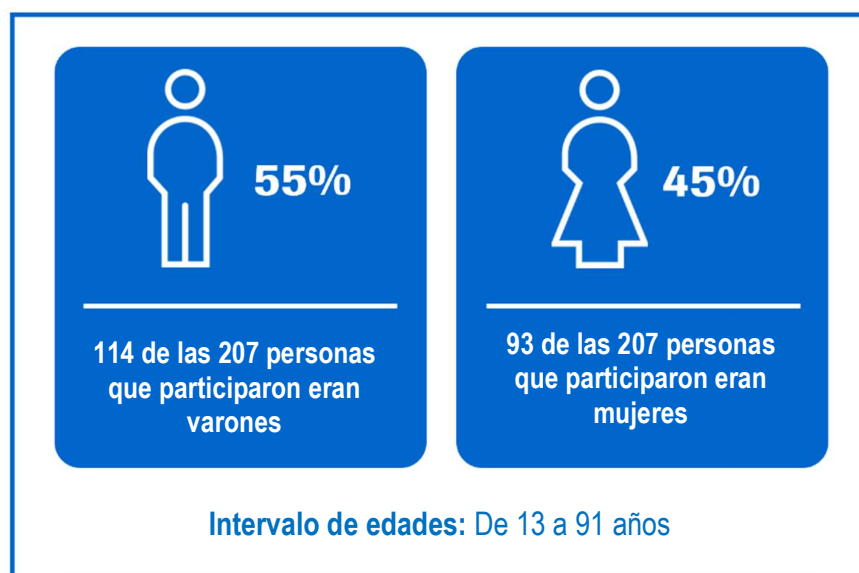 55%
114 de las 207 personas
que participaron eran
varones
45%
93 de las 207 personas
que participaron eran
mujeres
Intervalo de edades: De 13 a 91 años